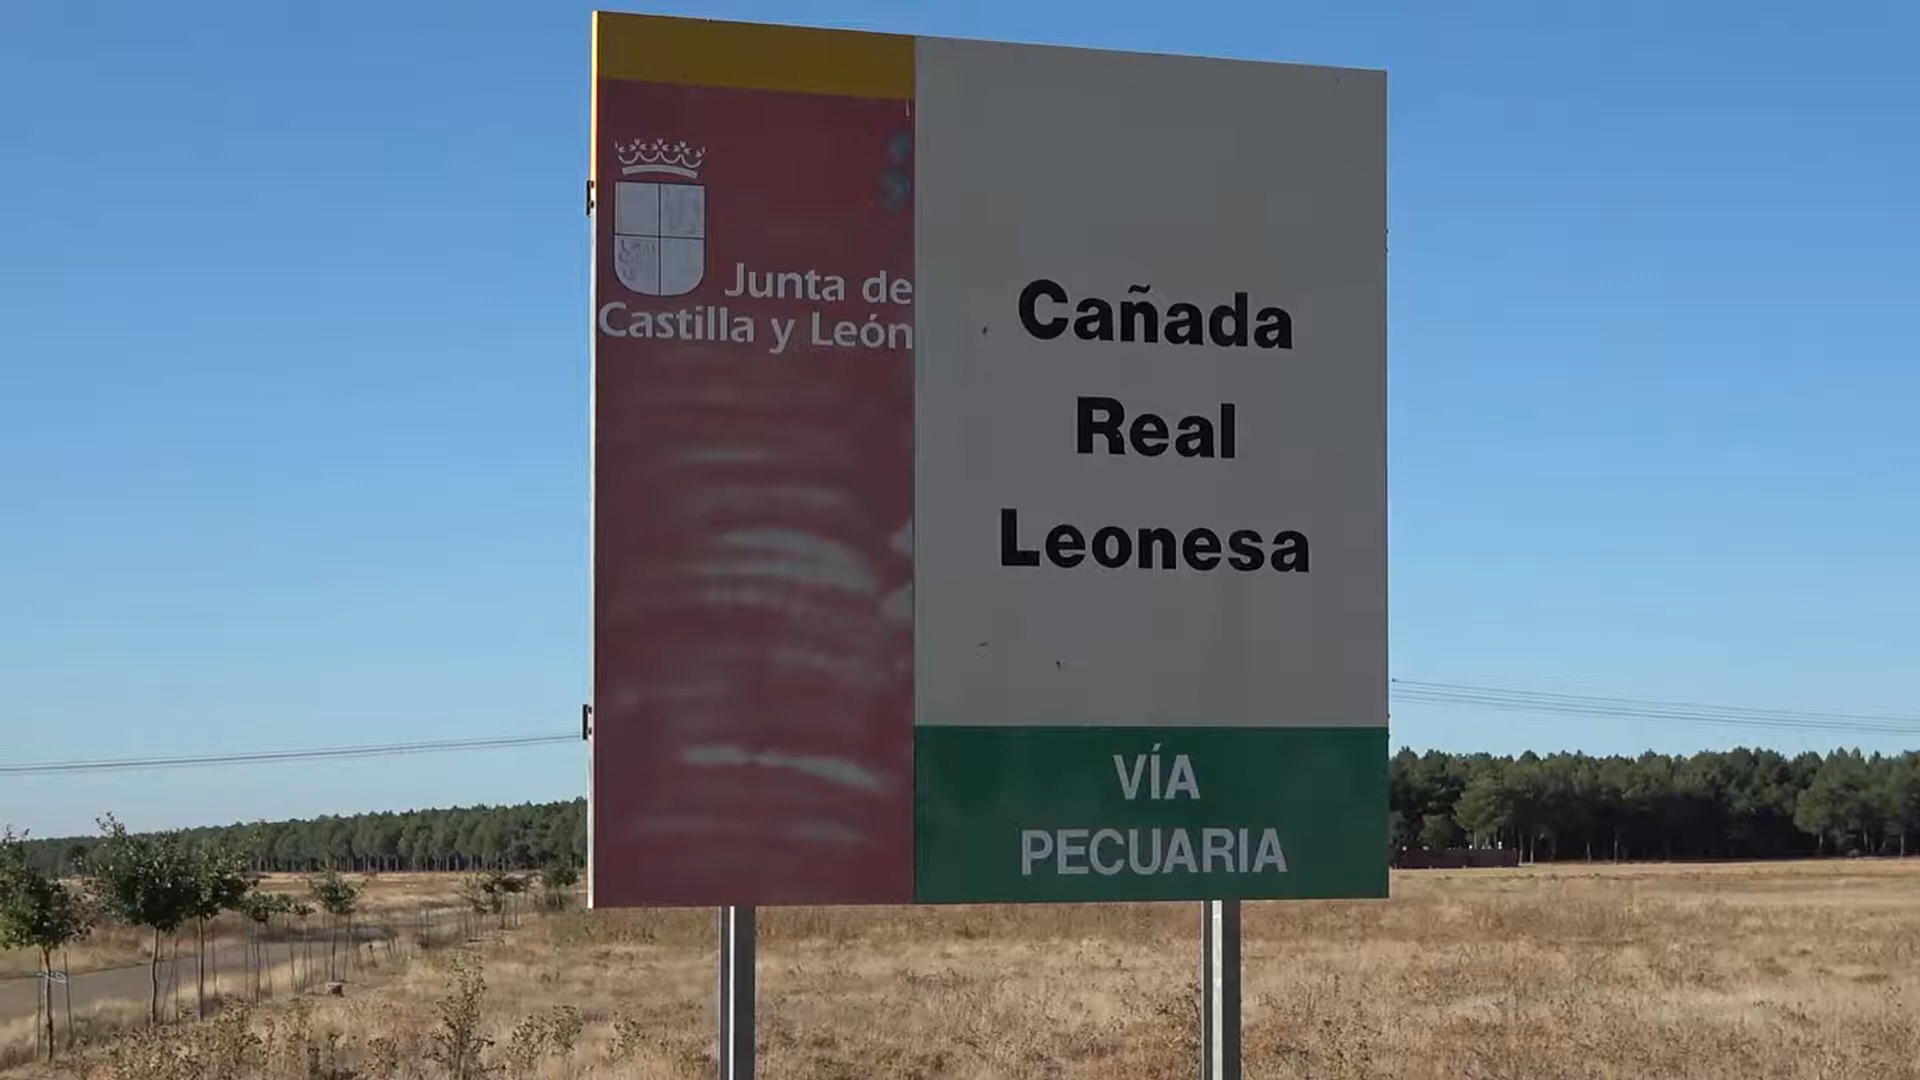 Junta de
Castilla y León
Cañada
Real
Leonesa
VÍA
PECUARIA